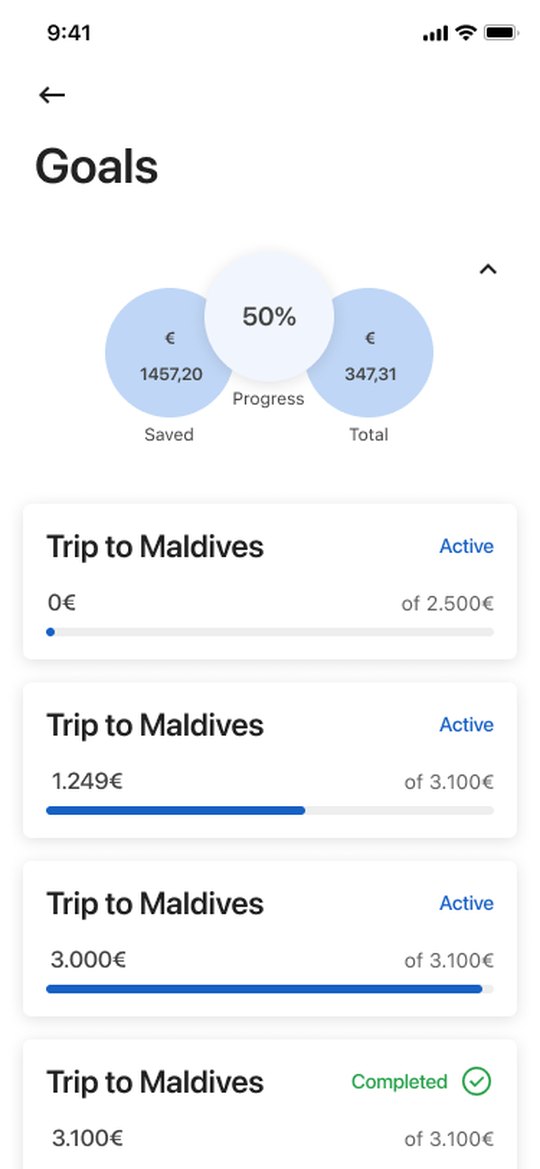 9:41
Goals
50%
€
€
1457,20
347,31
Progress
Saved
Total
Trip to Maldives
Active
0€
of 2.500€
Trip to Maldives
Active
1.249€
of 3.100€
Trip to Maldives
Active
3.000€
of 3.100€
Trip to Maldives
Completed
3.100€
of 3.100€